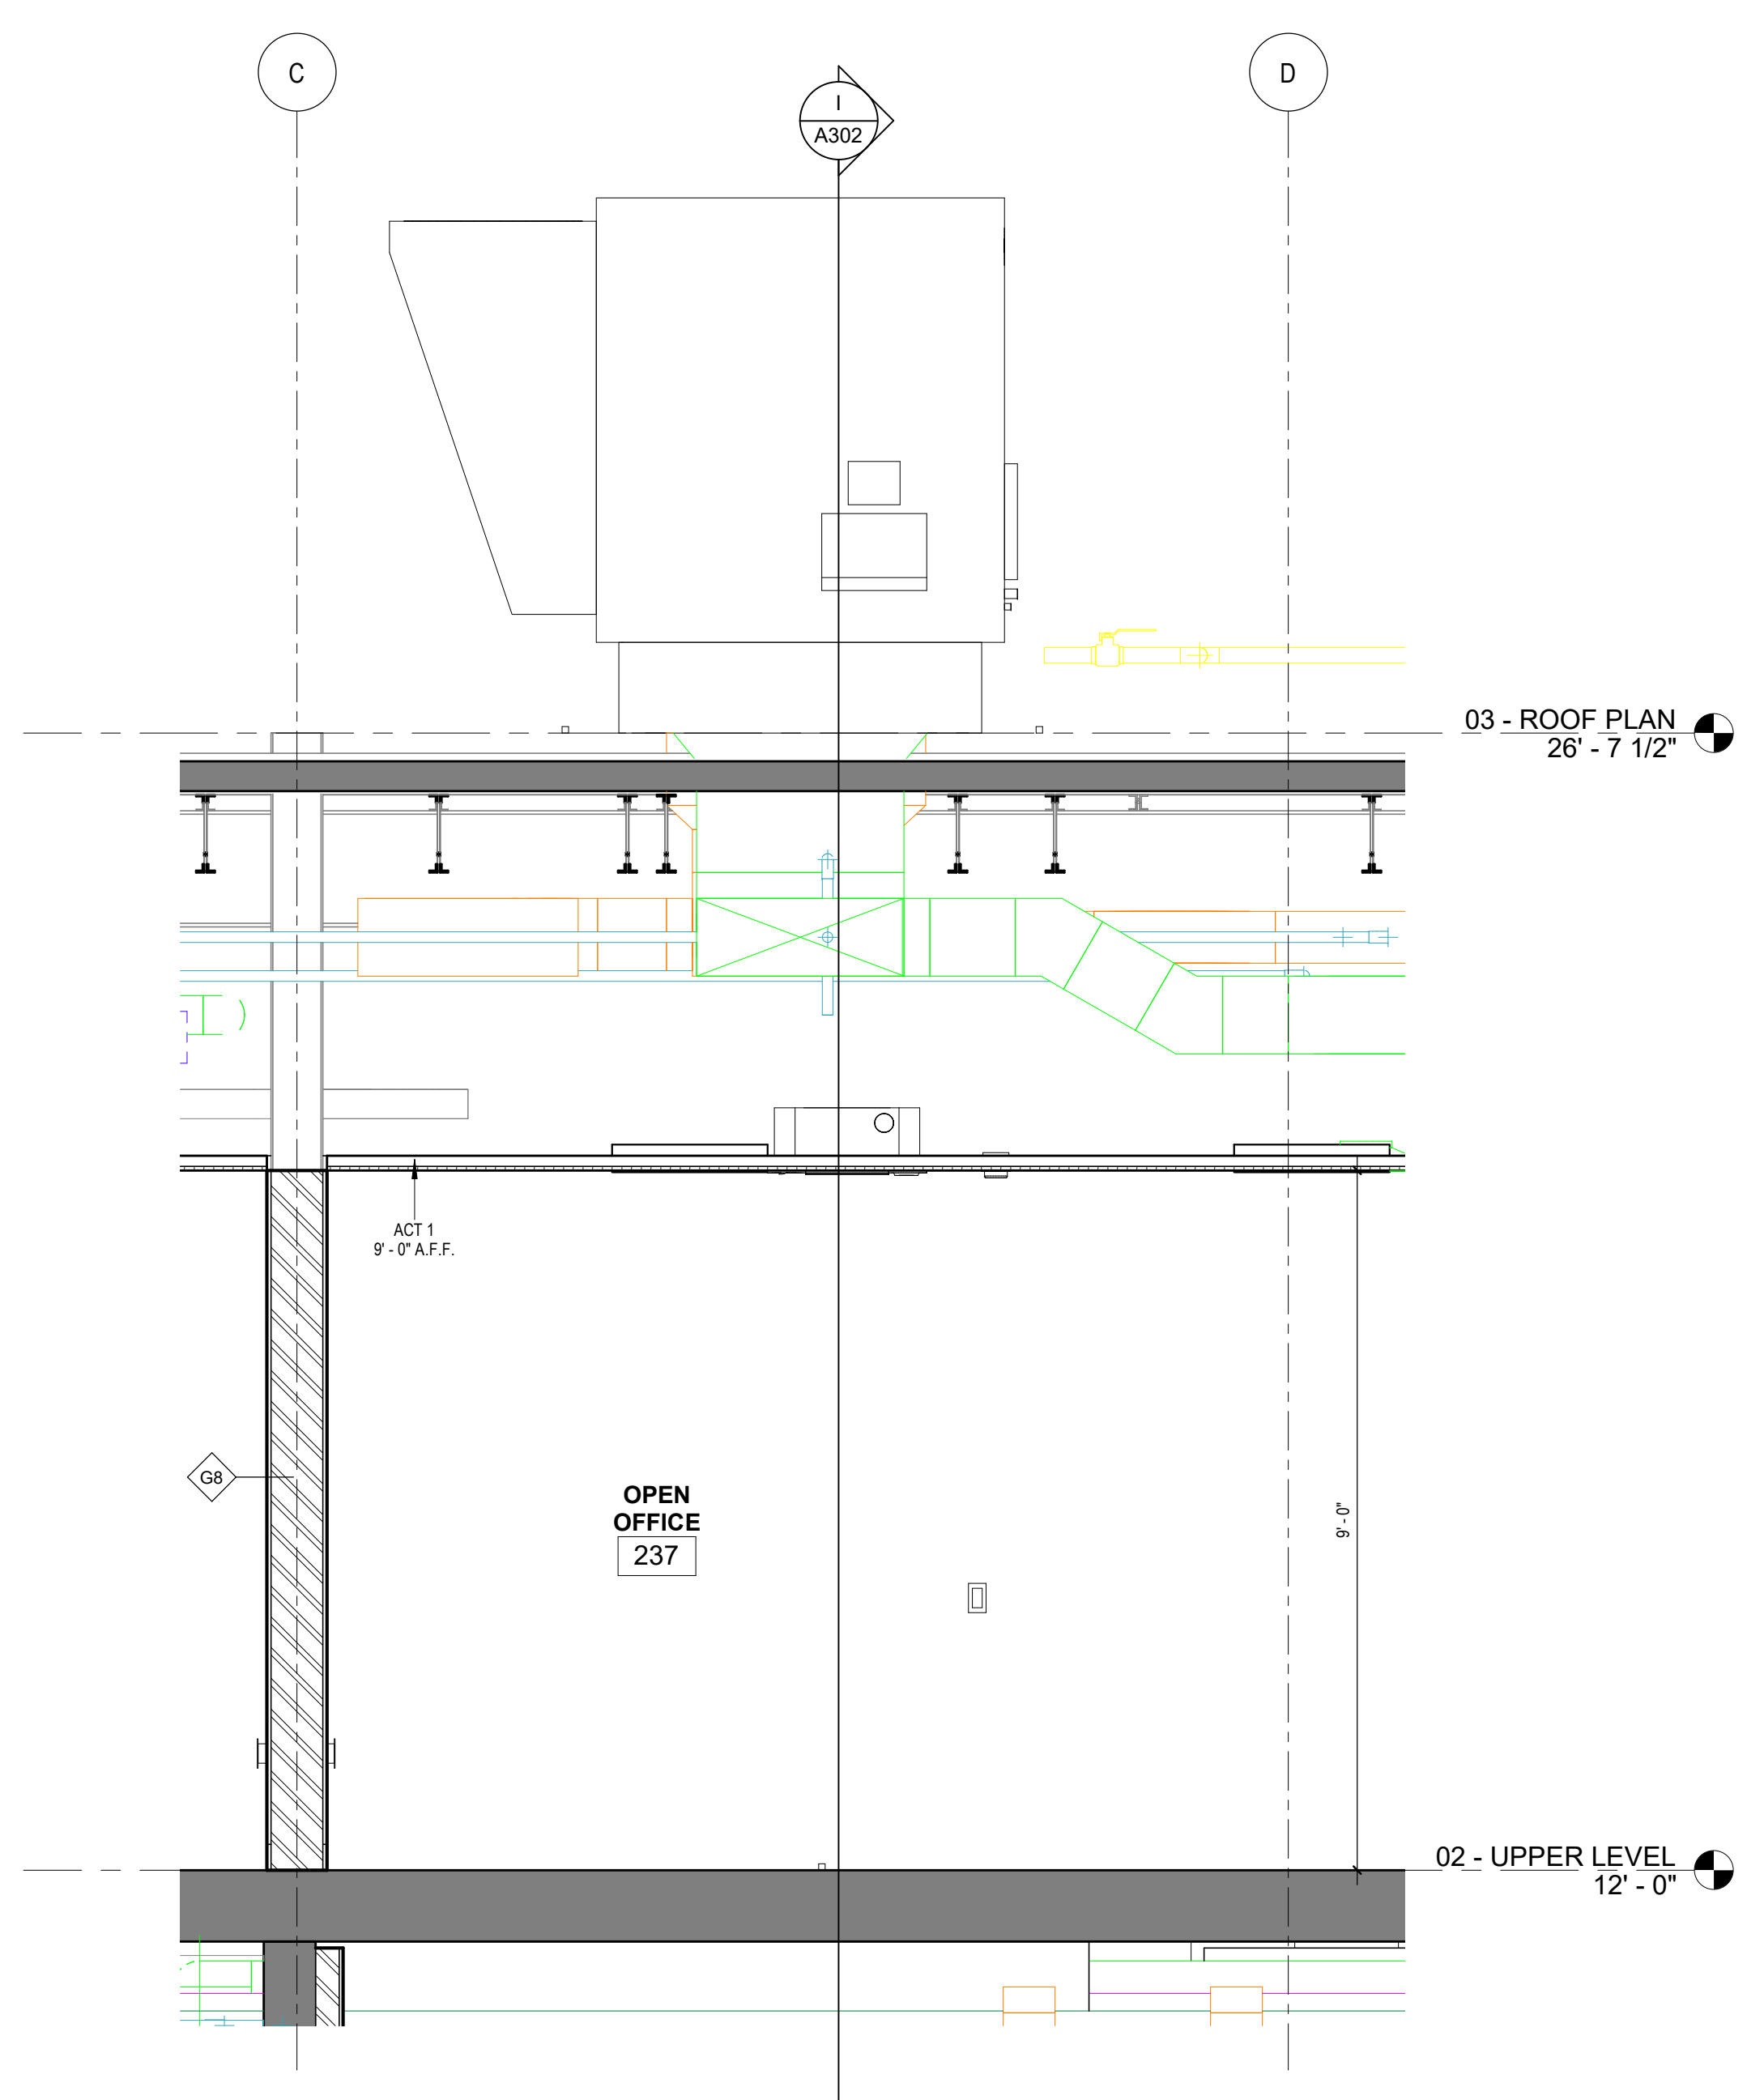 C
D
I
A302
03 - ROOF PLAN
26' - 7 1/2"
ACT 1
9' - 0" A.F.F.
G8
OPEN
OFFICE
237
9' - 0"
02 - UPPER LEVEL
12' - 0"